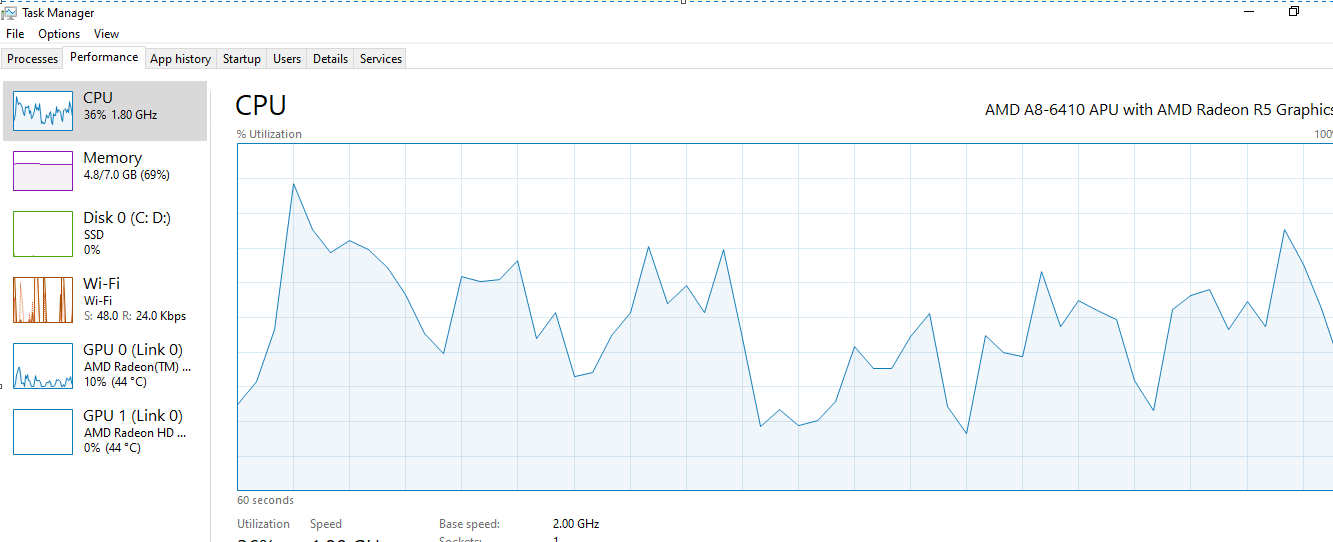 Task Manager
File Options View
Processes Performance App history Startup Users Details Services
CPU
36% 1.80 GHz
Memory
4.8/7.0 GB (69%)
Disk 0 (C: D:)
SSD
0%
Wi-Fi
Wi-Fi
S: 48.0 R: 24.0 Kbps
GPU 0 (Link 0)
AMD Radeon(TM) ...
10% (44 °C)
GPU 1 (Link 0)
AMD Radeon HD ...
0% (44 °C)
CPU
AMD A8-6410 APU with AMD Radeon R5 Graphics
% Utilization
100%
60 seconds
Utilization Speed Base speed: 2.00 GHz
36% Sockets: 1